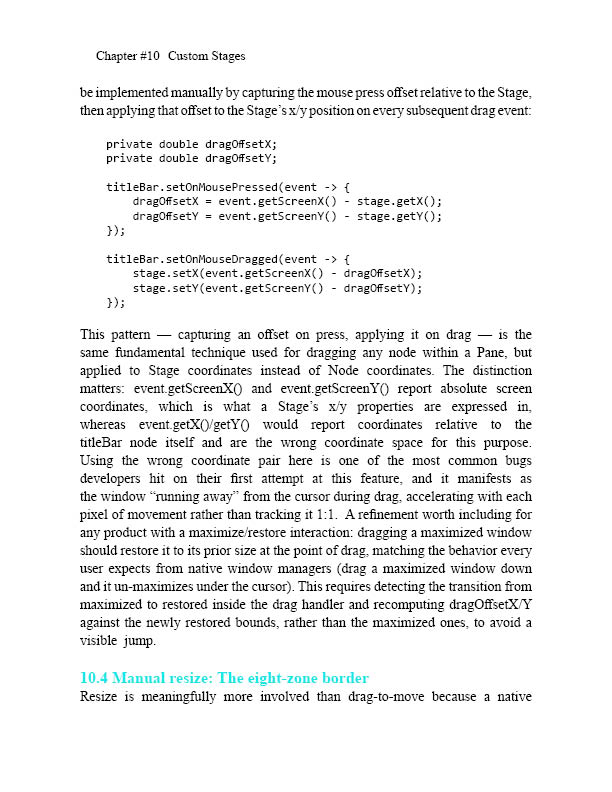 Chapter #10 Custom Stages
be implemented manually by capturing the mouse press offset relative to the Stage,
then applying that offset to the Stage’s x/y position on every subsequent drag event:
private double dragOffsetX;
private double dragOffsetY;
titleBar.setOnMousePressed(event -> {
dragOffsetX = event.getScreenX() - stage.getX();
dragOffsetY = event.getScreenY() - stage.getY();
});
titleBar.setOnMouseDragged(event -> {
stage.setX(event.getScreenX() - dragOffsetX);
stage.setY(event.getScreenY() - dragOffsetY);
});
This pattern — capturing an offset on press, applying it on drag — is the
same fundamental technique used for dragging any node within a Pane, but
applied to Stage coordinates instead of Node coordinates. The distinction
matters: event.getScreenX() and event.getScreenY() report absolute screen
coordinates, which is what a Stage’s x/y properties are expressed in,
whereas event.getX()/getY() would report coordinates relative to the
titleBar node itself and are the wrong coordinate space for this purpose.
Using the wrong coordinate pair here is one of the most common bugs
developers hit on their first attempt at this feature, and it manifests as
the window “running away” from the cursor during drag, accelerating with each
pixel of movement rather than tracking it 1:1. A refinement worth including for
any product with a maximize/restore interaction: dragging a maximized window
should restore it to its prior size at the point of drag, matching the behavior every
user expects from native window managers (drag a maximized window down
and it un-maximizes under the cursor). This requires detecting the transition from
maximized to restored inside the drag handler and recomputing dragOffsetX/Y
against the newly restored bounds, rather than the maximized ones, to avoid a
visible jump.
10.4 Manual resize: The eight-zone border
Resize is meaningfully more involved than drag-to-move because a native